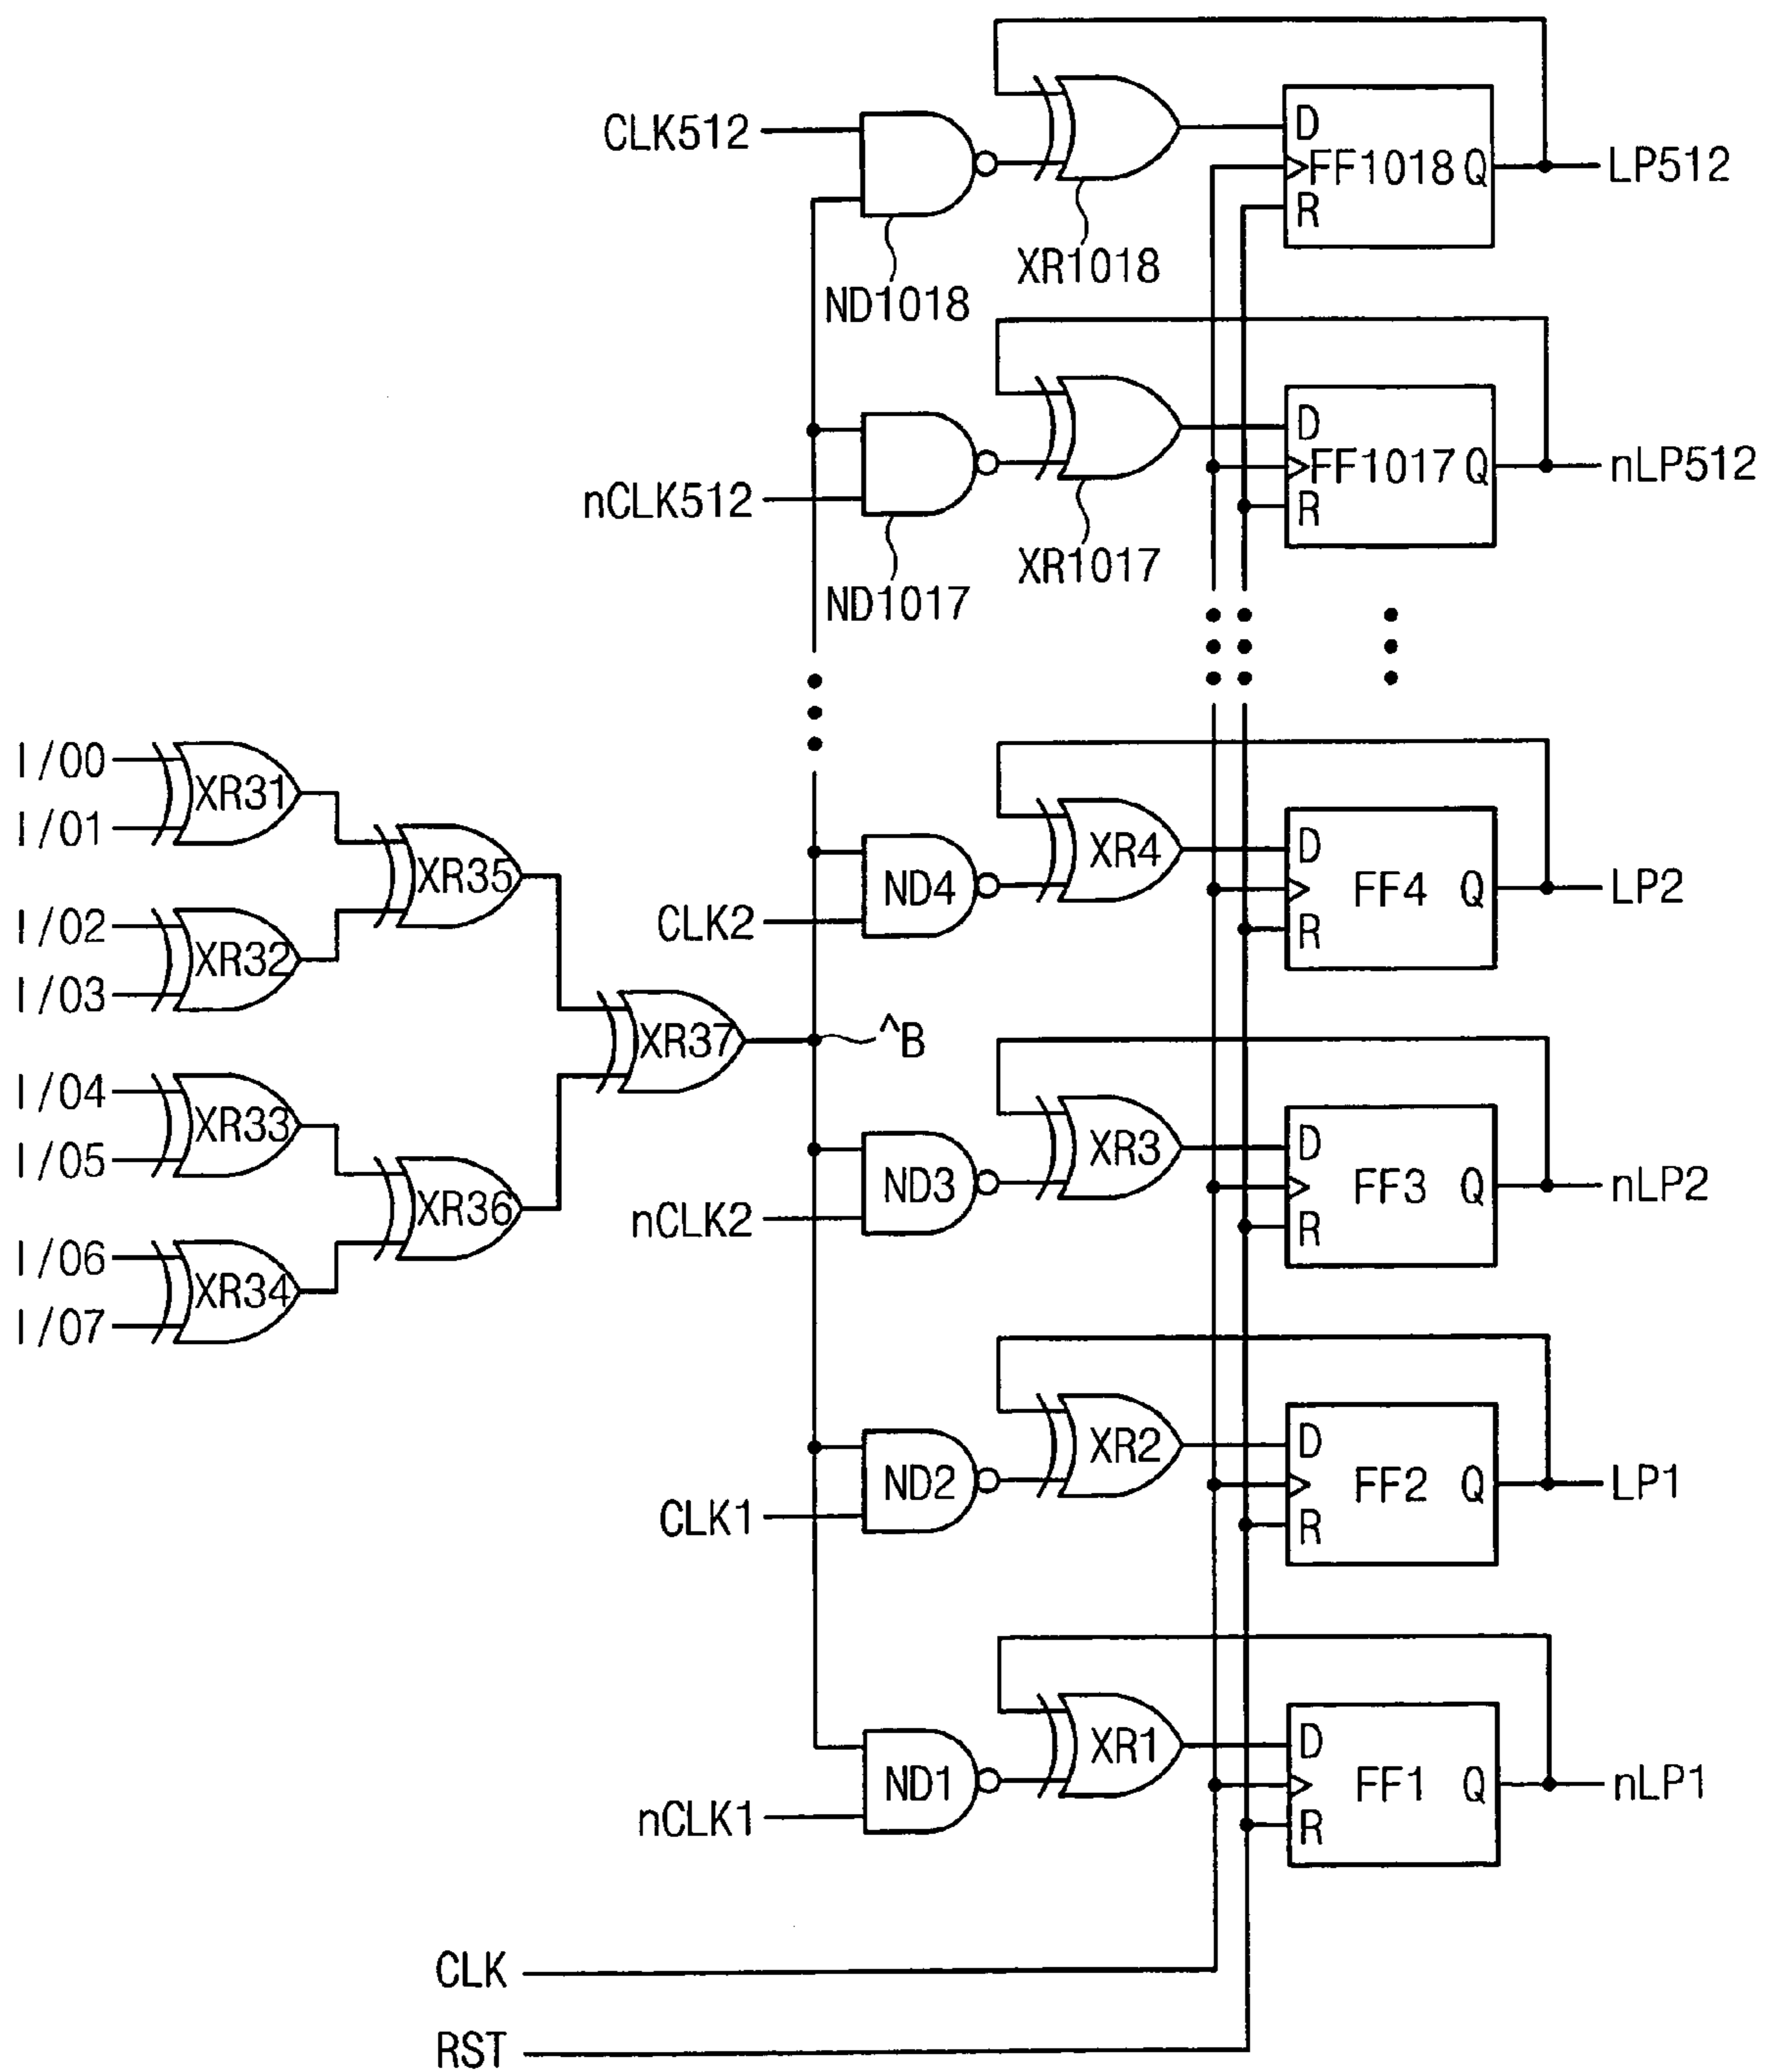 CLK512
D
FF1018 Q
R
LP512
XR1018
ND1018
nCLK512
D
FF1017 Q
R
nLP512
XR1017
ND1017
I/00
I/01
XR31
I/02
I/03
XR32
XR35
I/04
I/05
XR33
I/06
I/07
XR34
XR36
XR37
^B
CLK2
ND4
XR4
D
FF4 Q
R
LP2
nCLK2
ND3
XR3
D
FF3 Q
R
nLP2
CLK1
ND2
XR2
D
FF2 Q
R
LP1
nCLK1
ND1
XR1
D
FF1 Q
R
nLP1
CLK
RST